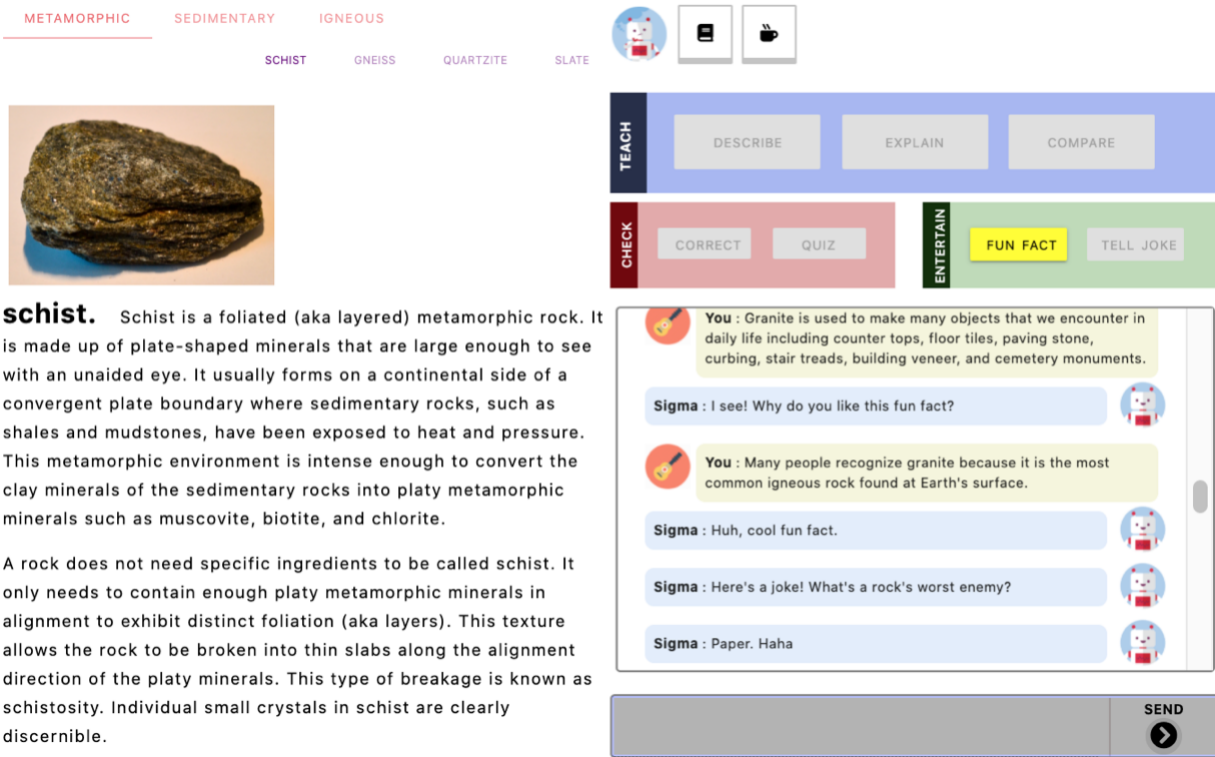 METAMORPHIC SEDIMENTARY IGNEOUS
SCHIST GNEISS QUARTZITE SLATE
schist. Schist is a foliated (aka layered) metamorphic rock. It
is made up of plate-shaped minerals that are large enough to see
with an unaided eye. It usually forms on a continental side of a
convergent plate boundary where sedimentary rocks, such as
shales and mudstones, have been exposed to heat and pressure.
This metamorphic environment is intense enough to convert the
clay minerals of the sedimentary rocks into platy metamorphic
minerals such as muscovite, biotite, and chlorite.
A rock does not need specific ingredients to be called schist. It
only needs to contain enough platy metamorphic minerals in
alignment to exhibit distinct foliation (aka layers). This texture
allows the rock to be broken into thin slabs along the alignment
direction of the platy minerals. This type of breakage is known as
schistosity. Individual small crystals in schist are clearly
discernible.
TEACH
DESCRIBE EXPLAIN COMPARE
CHECK
CORRECT QUIZ
ENTERTAIN
FUN FACT TELL JOKE
You : Granite is used to make many objects that we encounter in
daily life including counter tops, floor tiles, paving stone,
curbing, stair treads, building veneer, and cemetery monuments.
Sigma : I see! Why do you like this fun fact?
You : Many people recognize granite because it is the most
common igneous rock found at Earth's surface.
Sigma : Huh, cool fun fact.
Sigma : Here's a joke! What's a rock's worst enemy?
Sigma : Paper. Haha
SEND